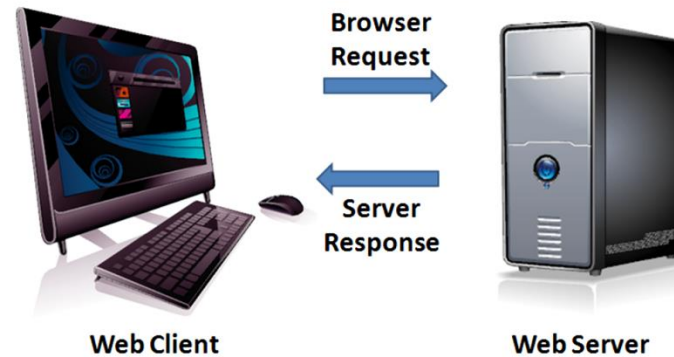 Browser
Request
Server
Response
Web Client
Web Server